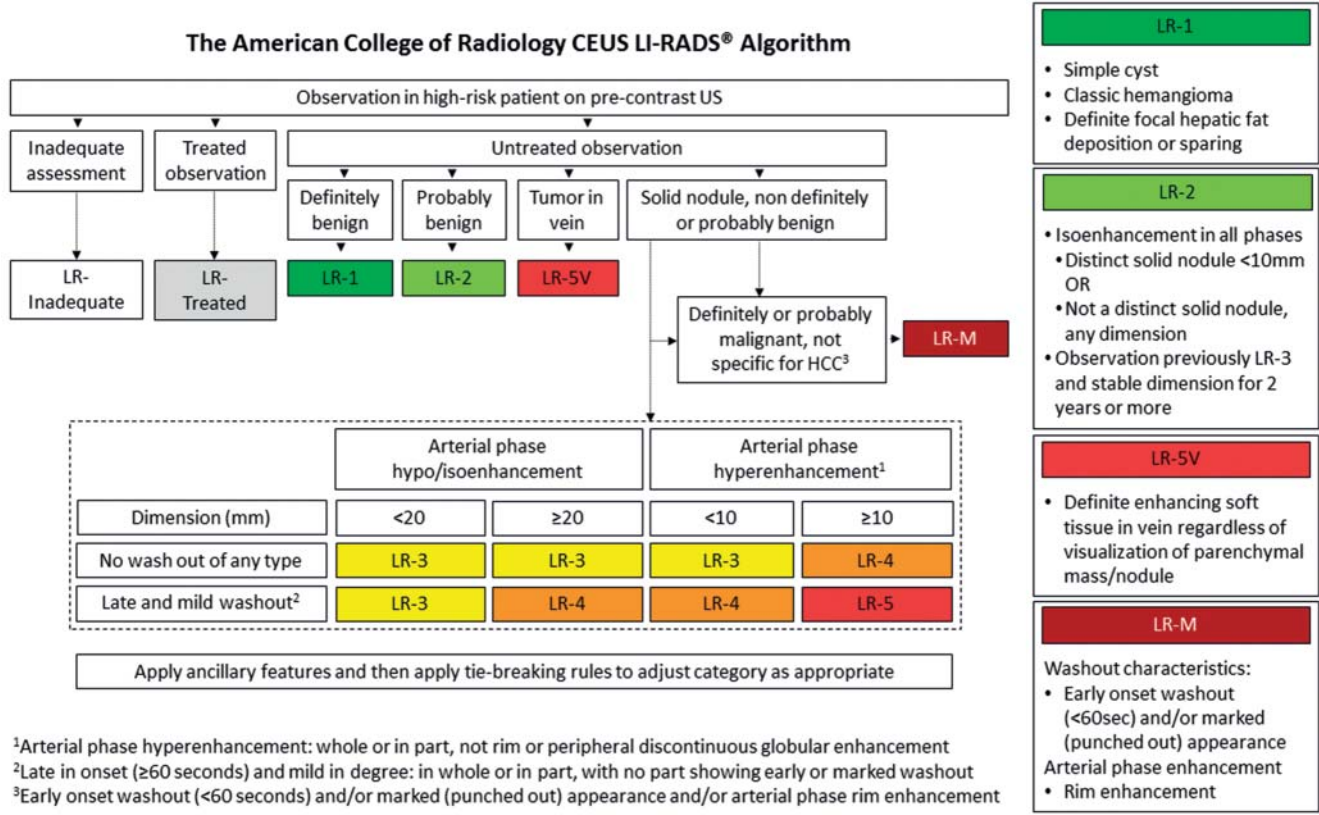 The American College of Radiology CEUS LI-RADS® Algorithm
Observation in high-risk patient on pre-contrast US
Inadequate
assessment
Treated
observation
Untreated observation
Definitely
benign
Probably
benign
Tumor in
vein
Solid nodule, non definitely
or probably benign
LR-
Inadequate
LR-
Treated
LR-1
LR-2
LR-5V
Definitely or probably
malignant, not
specific for HCC³
LR-M
Arterial phase
hypo/isoenhancement
Arterial phase
hyperenhancement¹
Dimension (mm)
<20
≥20
<10
≥10
No wash out of any type
LR-3
LR-3
LR-3
LR-4
Late and mild washout²
LR-3
LR-4
LR-4
LR-5
Apply ancillary features and then apply tie-breaking rules to adjust category as appropriate
¹Arterial phase hyperenhancement: whole or in part, not rim or peripheral discontinuous globular enhancement
²Late in onset (≥60 seconds) and mild in degree: in whole or in part, with no part showing early or marked washout
³Early onset washout (<60 seconds) and/or marked (punched out) appearance and/or arterial phase rim enhancement
LR-1
• Simple cyst
• Classic hemangioma
• Definite focal hepatic fat
deposition or sparing
LR-2
• Isoenhancement in all phases
• Distinct solid nodule <10mm
OR
• Not a distinct solid nodule,
any dimension
• Observation previously LR-3
and stable dimension for 2
years or more
LR-5V
• Definite enhancing soft
tissue in vein regardless of
visualization of parenchymal
mass/nodule
LR-M
Washout characteristics:
• Early onset washout
(<60sec) and/or marked
(punched out) appearance
Arterial phase enhancement
• Rim enhancement